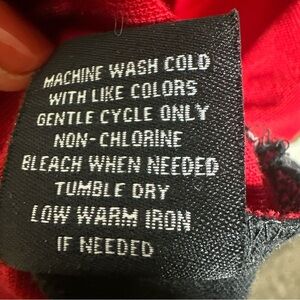 MACHINE WASH COLD
WITH LIKE COLORS
GENTLE CYCLE ONLY
NON-CHLORINE
BLEACH WHEN NEEDED
TUMBLE DRY
LOW WARM IRON
IF NEEDED